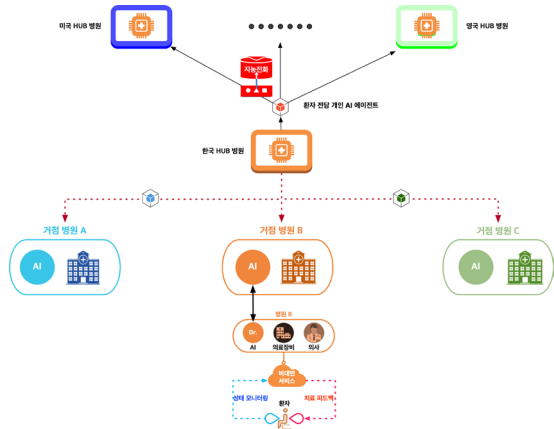 미국 HUB 병원
영국 HUB 병원
지능전화
환자 전담 개인 AI 에이전트
한국 HUB 병원
거점 병원 A
거점 병원 B
거점 병원 C
AI
AI
AI
병원 B
Dr.
AI
의료장비
의사
비대면
서비스
상태 모니터링
치료 피드백
환자